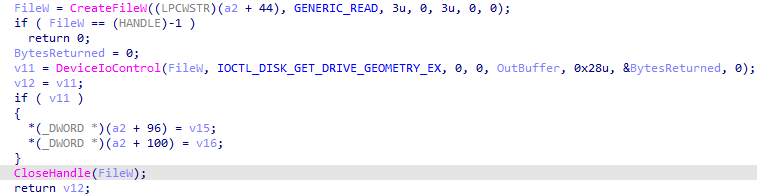 FileW = CreateFileW((LPCWSTR)(a2 + 44), GENERIC_READ, 3u, 0, 3u, 0, 0);
if ( FileW == (HANDLE)-1 )
return 0;
BytesReturned = 0;
v11 = DeviceIoControl(FileW, IOCTL_DISK_GET_DRIVE_GEOMETRY_EX, 0, 0, OutBuffer, 0x28u, &BytesReturned, 0);
v12 = v11;
if ( v11 )
{
*(_DWORD *)(a2 + 96) = v15;
*(_DWORD *)(a2 + 100) = v16;
}
CloseHandle(FileW);
return v12;